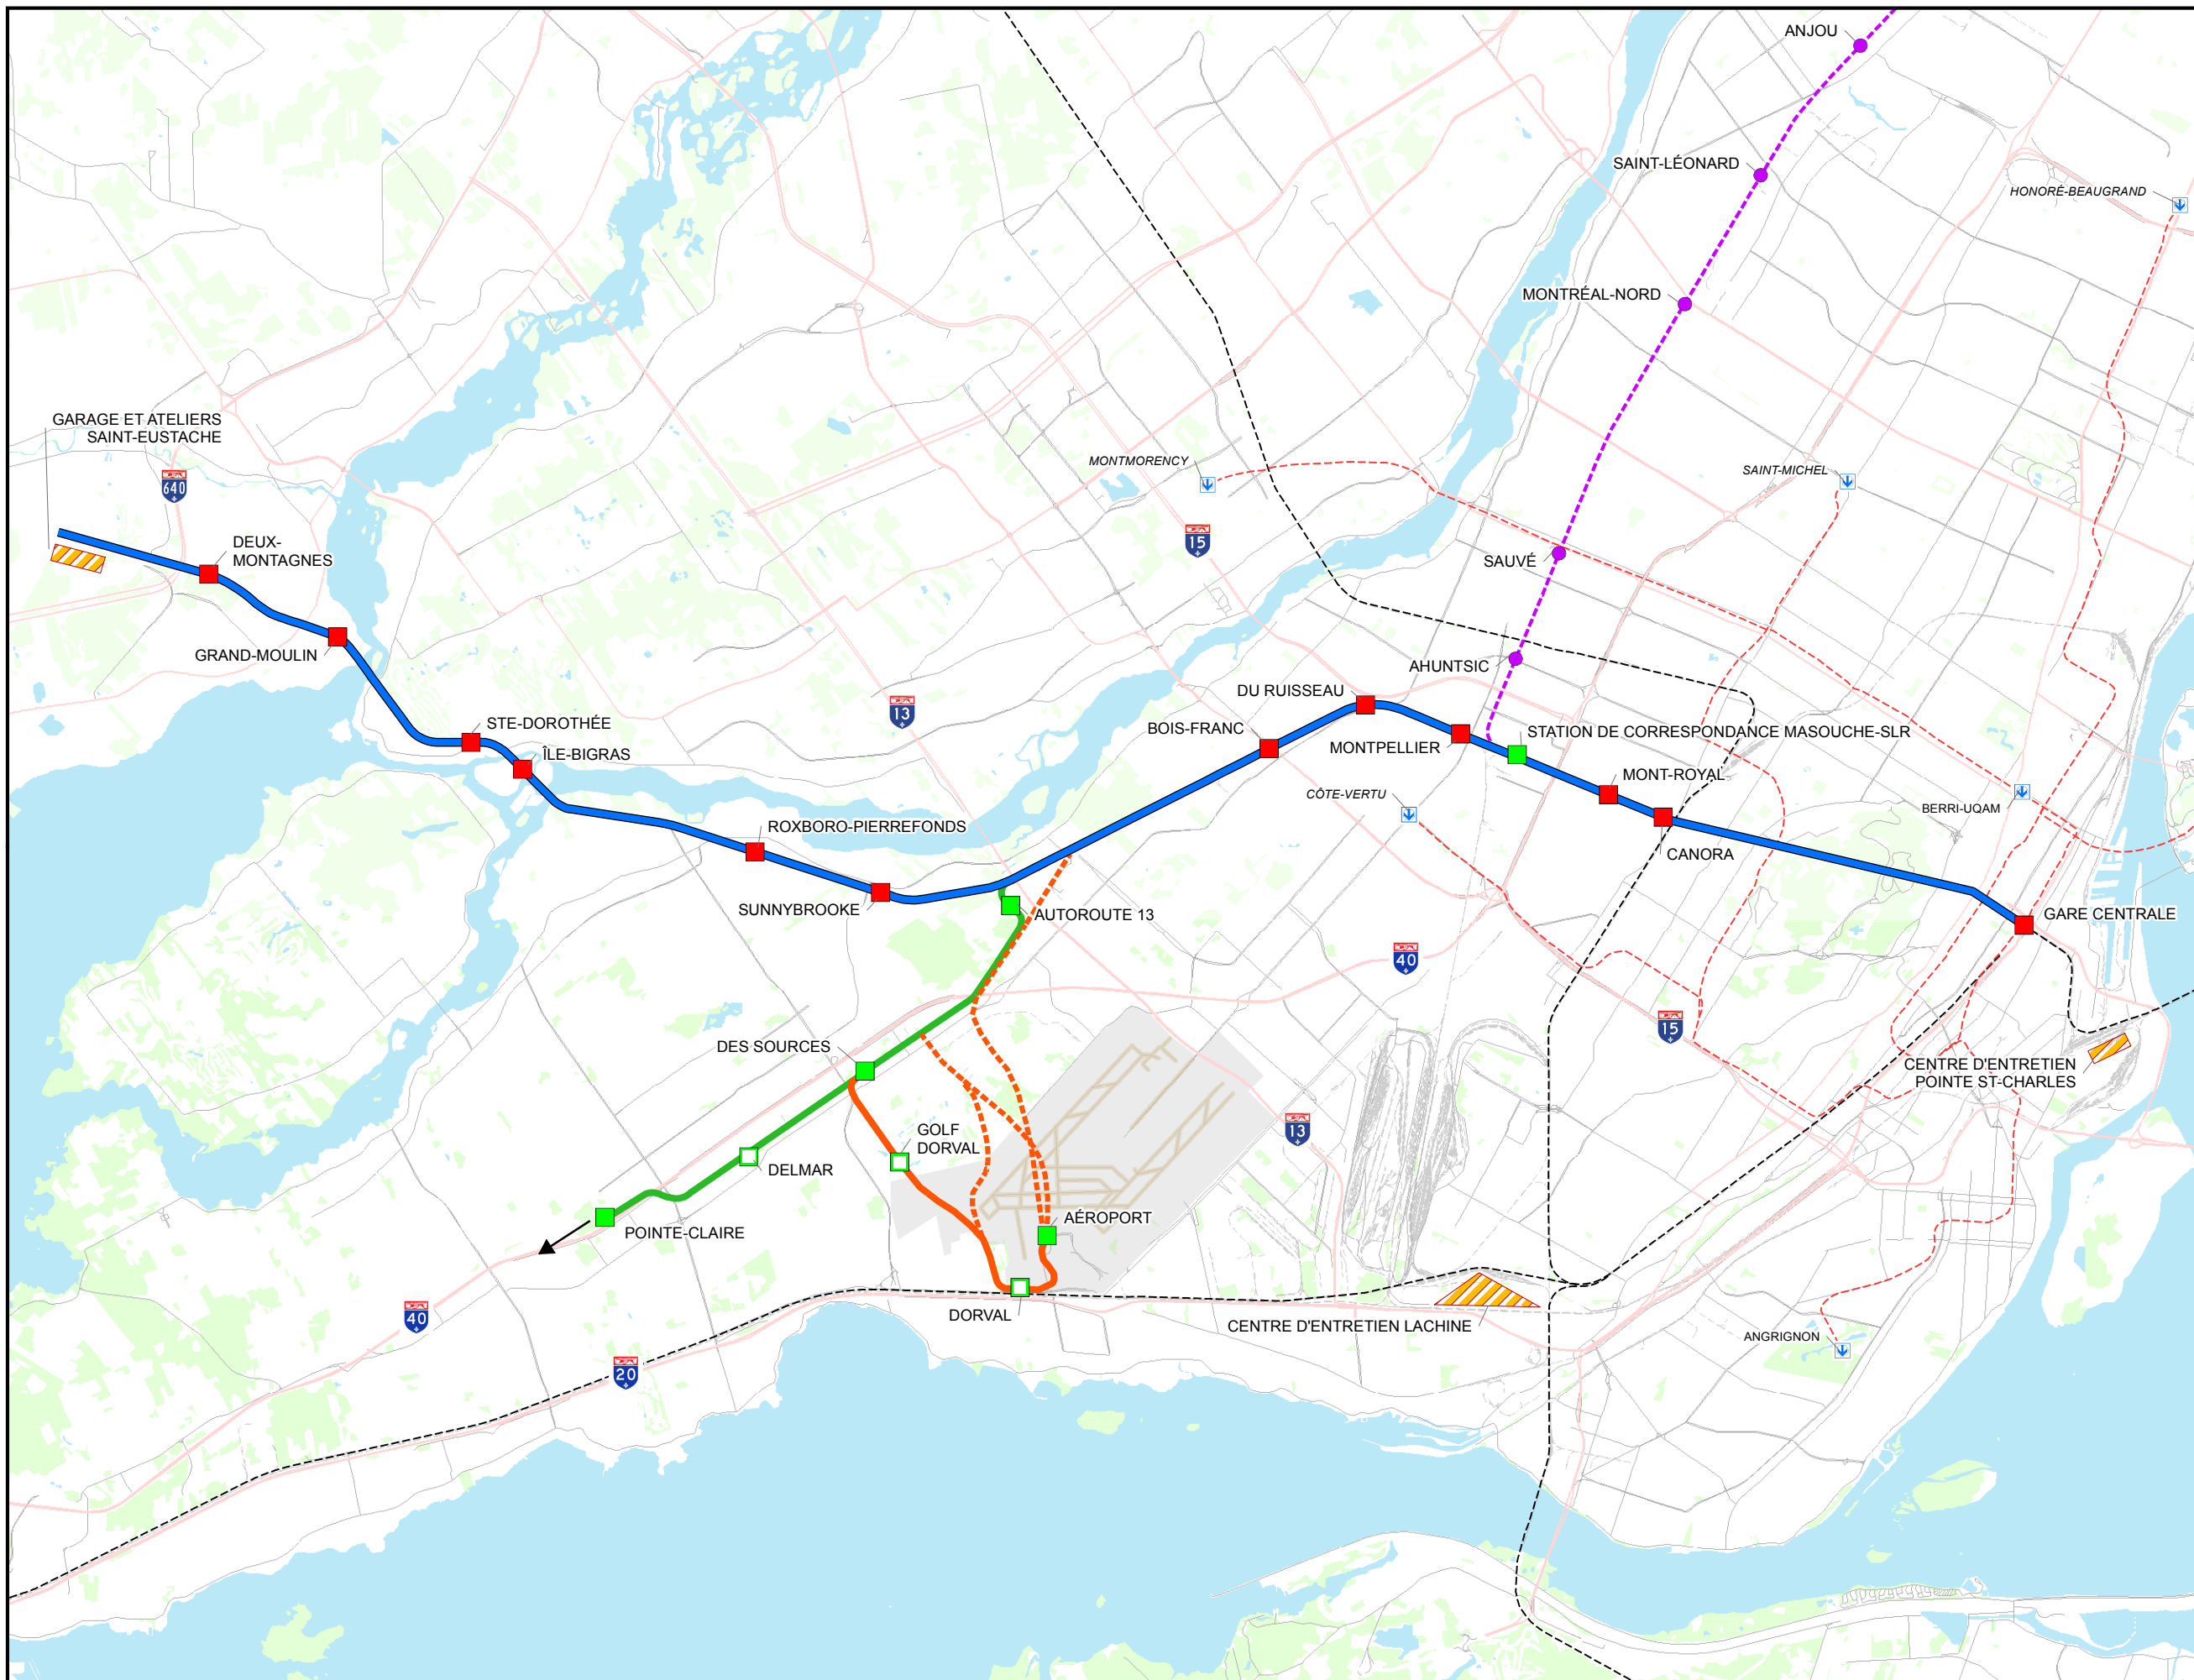 ANJOU
SAINT-LÉONARD
HONORÉ-BEAUGRAND
MONTRÉAL-NORD
GARAGE ET ATELIERS
SAINT-EUSTACHE
640
MONTMORENCY
SAINT-MICHEL
15
DEUX-
MONTAGNES
SAUVÉ
GRAND-MOULIN
AHUNTSIC
DU RUISSEAU
13
STE-DOROTHÉE
BOIS-FRANC
STATION DE CORRESPONDANCE MASOUCHE-SLR
MONTPELLIER
ÎLE-BIGRAS
MONT-ROYAL
CÔTE-VERTU
BERRI-UQAM
ROXBORO-PIERREFONDS
CANORA
SUNNYBROOKE
AUTOROUTE 13
GARE CENTRALE
40
15
DES SOURCES
CENTRE D'ENTRETIEN
POINTE ST-CHARLES
13
GOLF
DORVAL
DELMAR
AÉROPORT
POINTE-CLAIRE
40
DORVAL
CENTRE D'ENTRETIEN LACHINE
ANGRIGNON
20